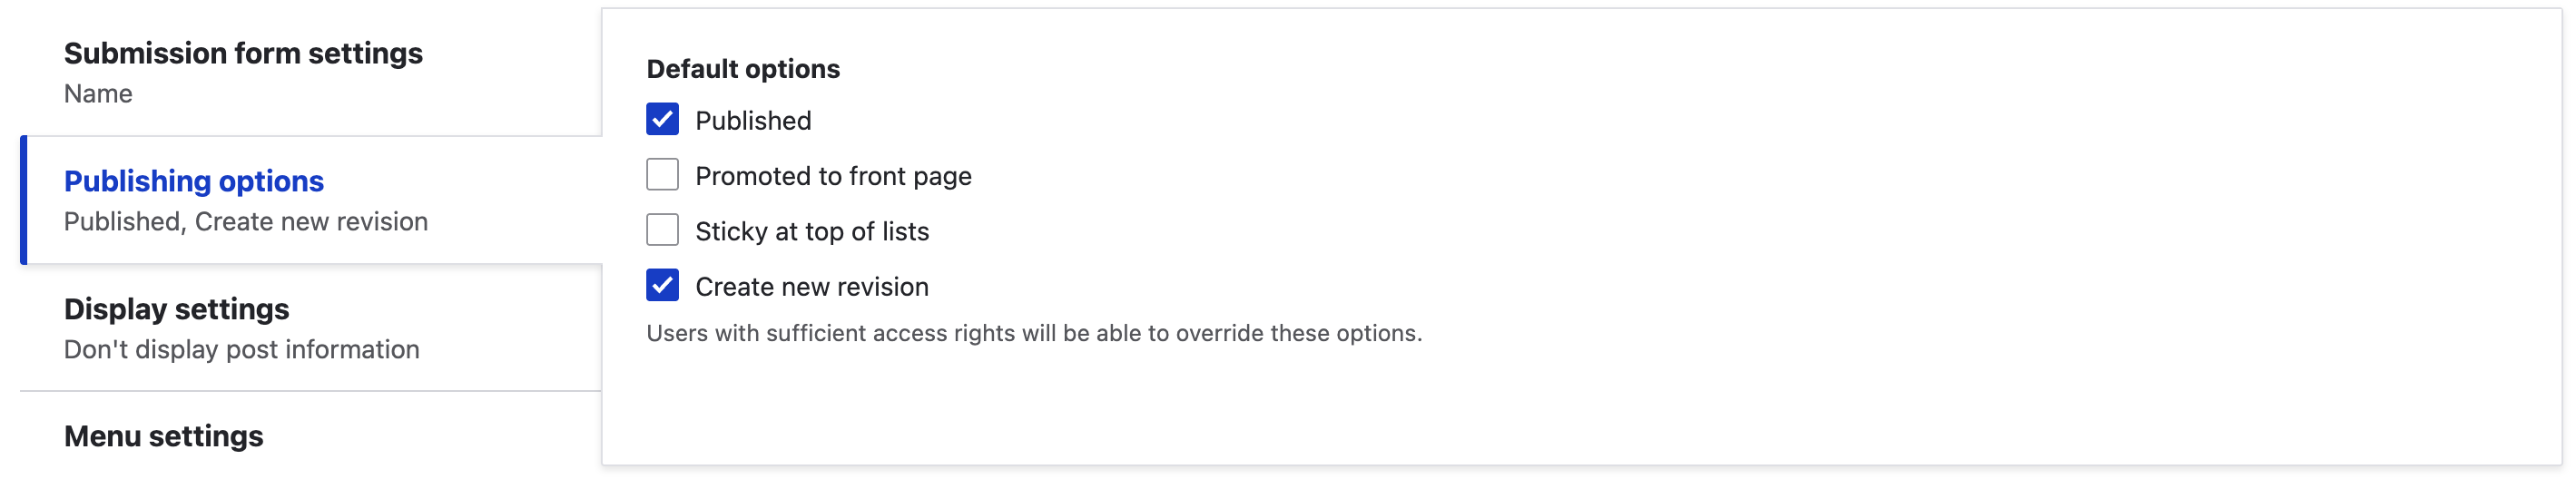 Submission form settings
Name
Publishing options
Published, Create new revision
Display settings
Don't display post information
Menu settings
Default options
Published
Promoted to front page
Sticky at top of lists
Create new revision
Users with sufficient access rights will be able to override these options.